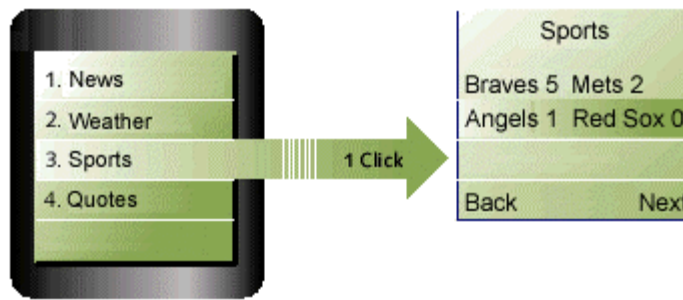 1. News
2. Weather
3. Sports
4. Quotes
1 Click
Sports
Braves 5 Mets 2
Angels 1 Red Sox 0
Back Next